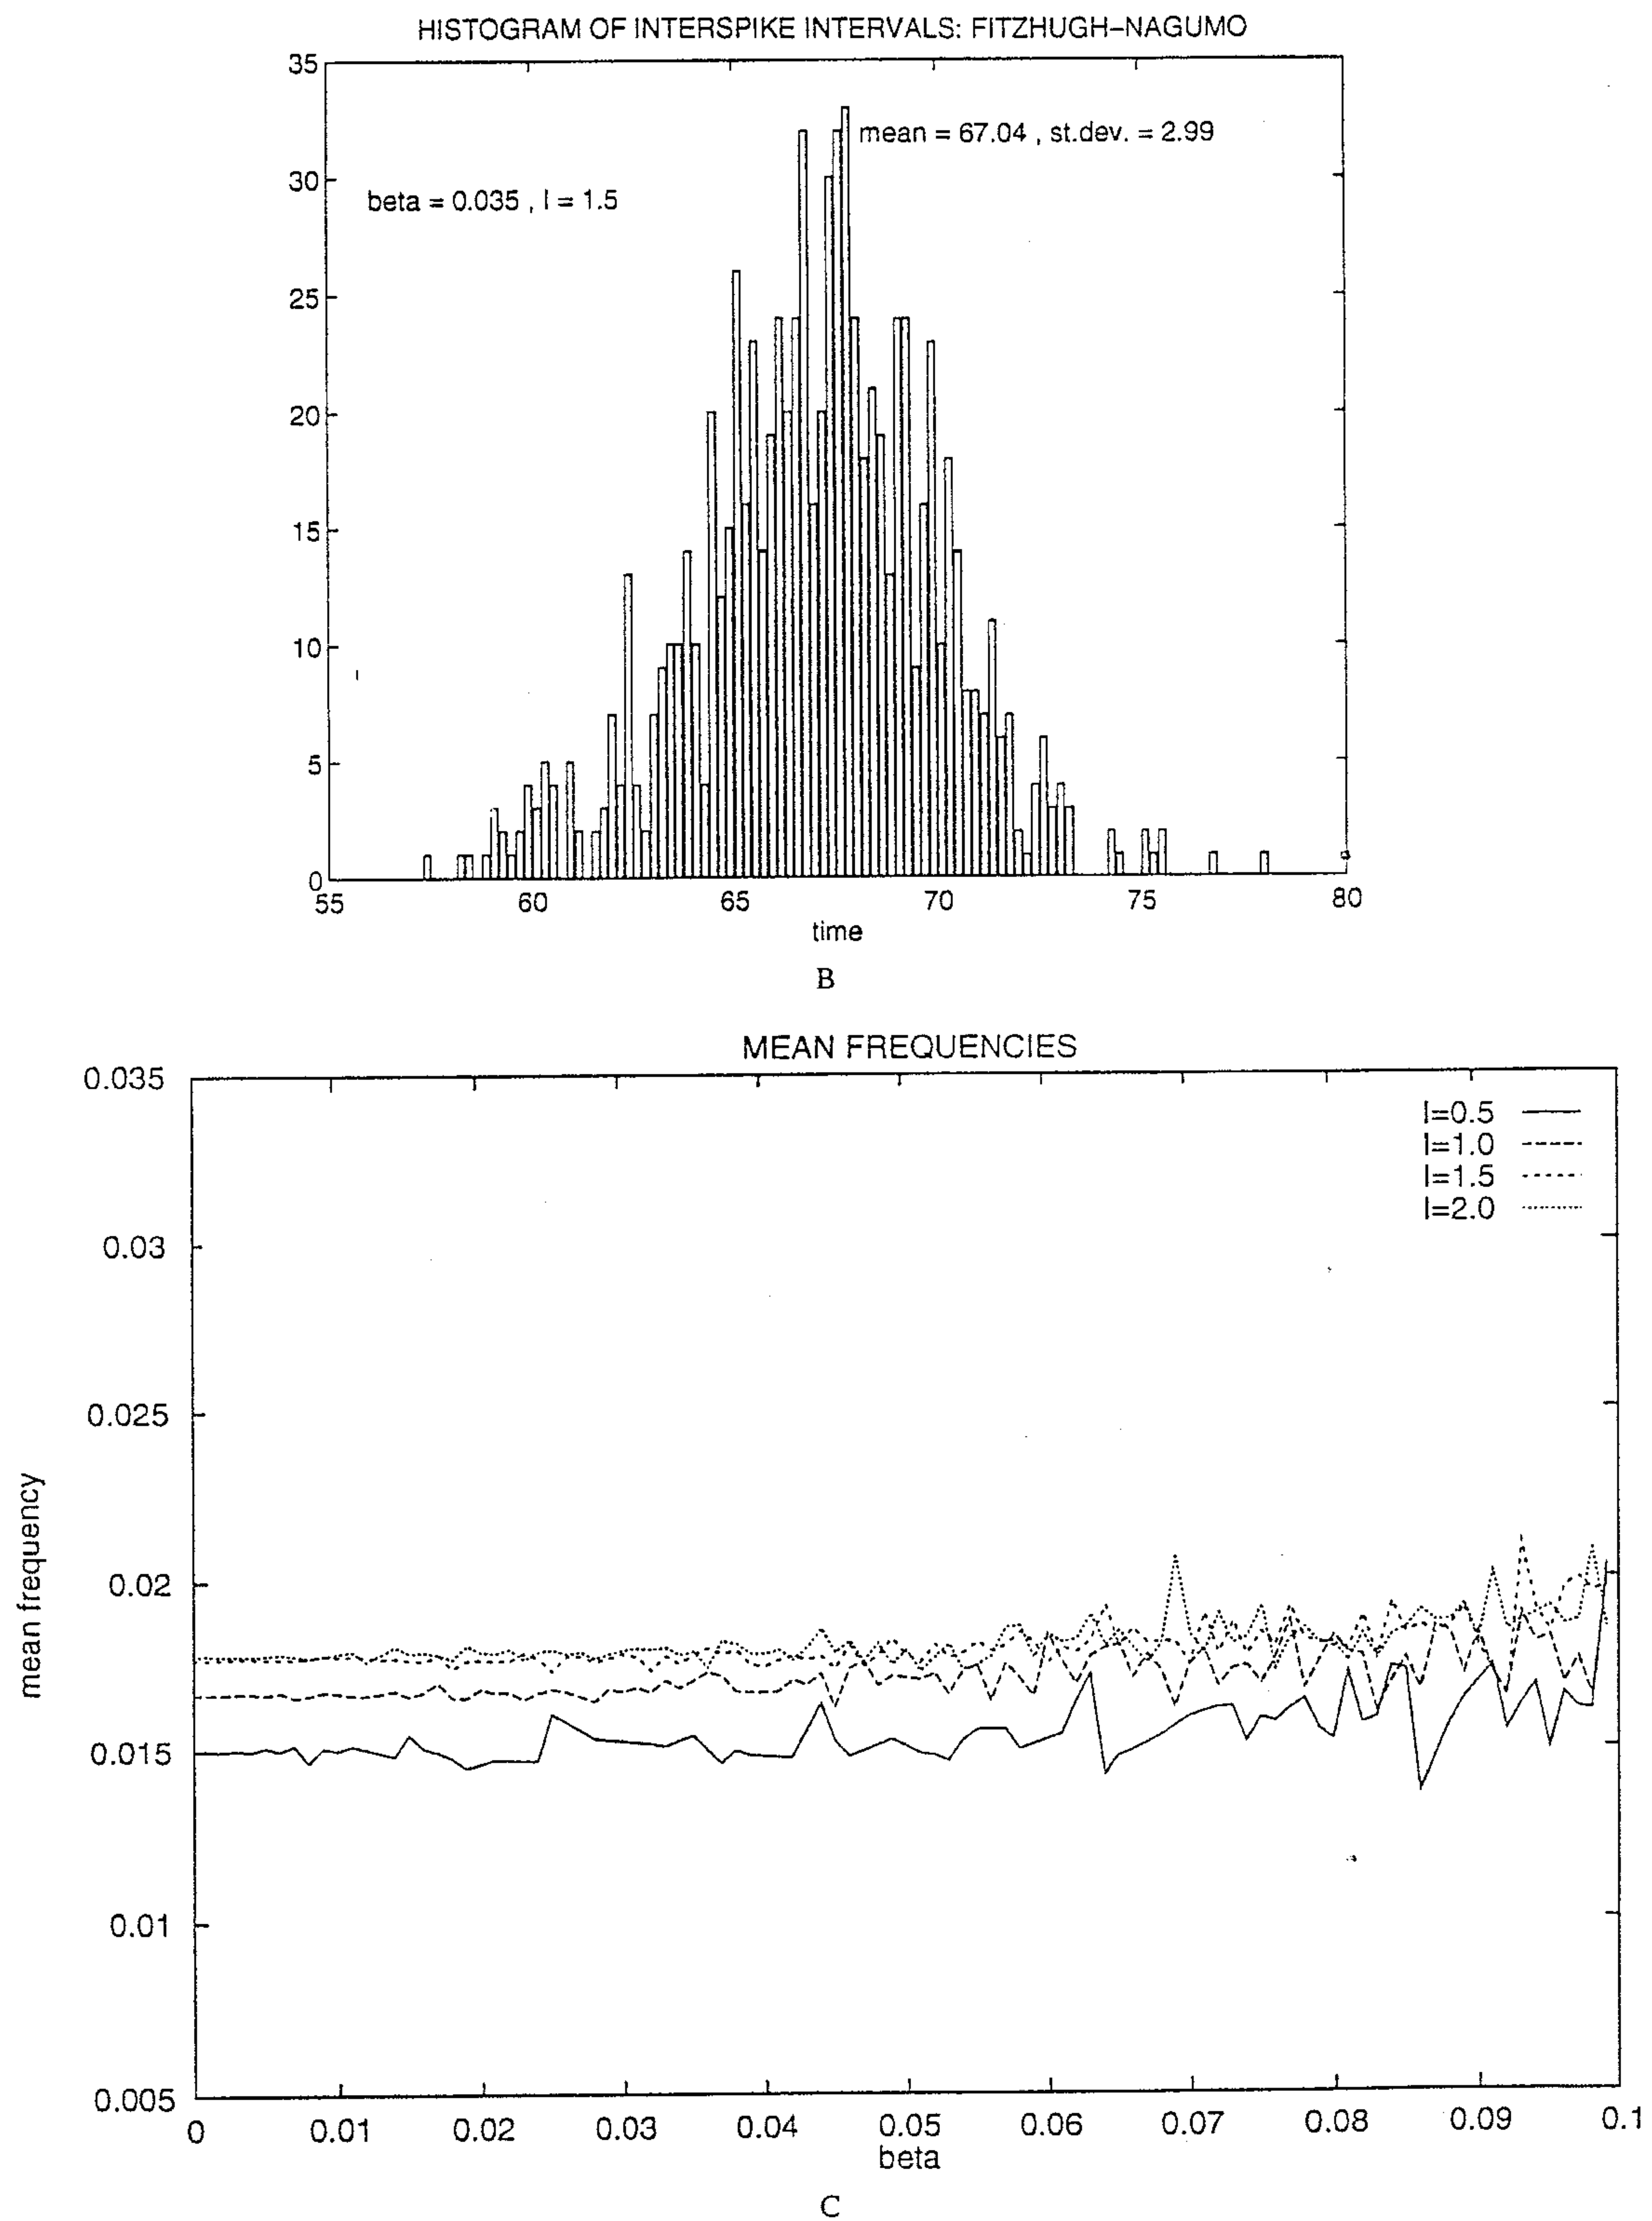 HISTOGRAM OF INTERSPIKE INTERVALS: FITZHUGH–NAGUMO
35
mean = 67.04 , st.dev. = 2.99
30
beta = 0.035 , I = 1.5
25
20
15
10
5
0
55 60 65 70 75 80
time
B
MEAN FREQUENCIES
0.035
I=0.5
I=1.0
I=1.5
I=2.0
0.03
0.025
mean frequency
0.02
0.015
0.01
0.005
0 0.01 0.02 0.03 0.04 0.05 0.06 0.07 0.08 0.09 0.1
beta
C